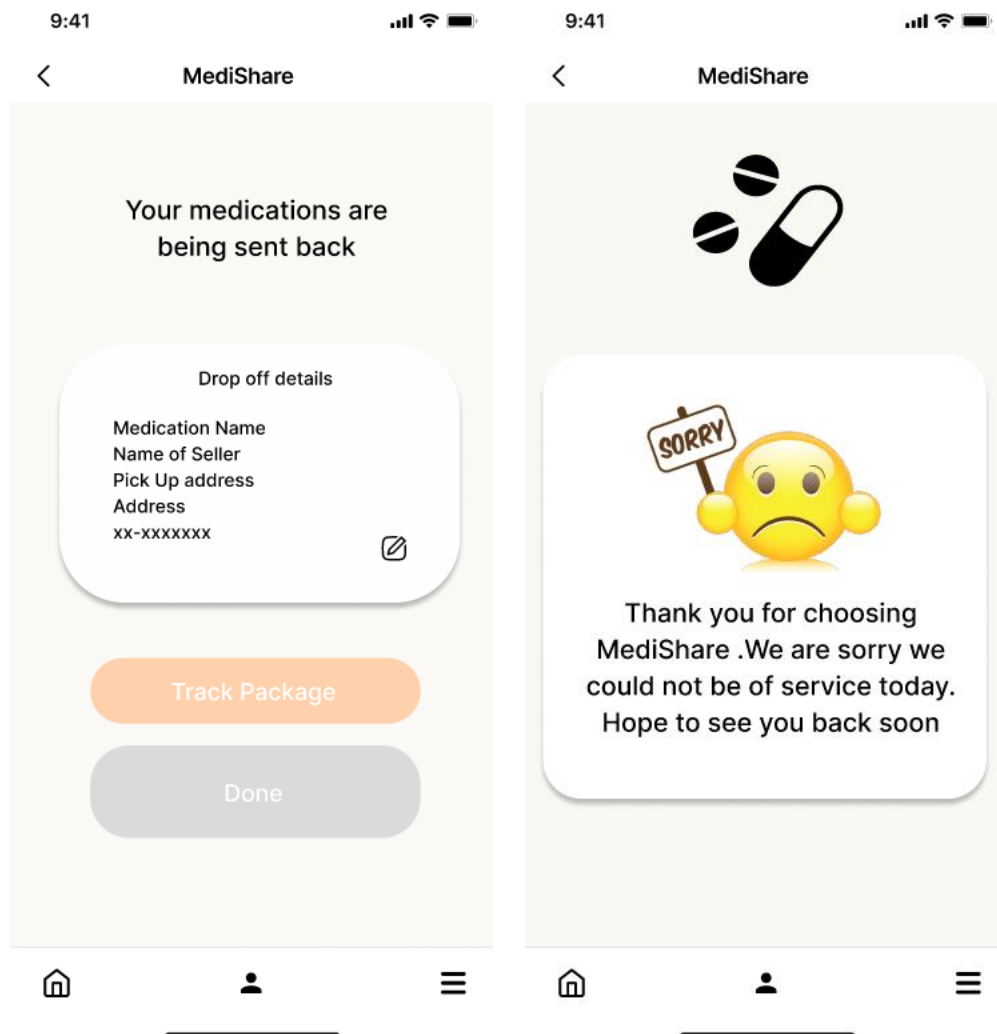 9:41
MediShare
Your medications are
being sent back
Drop off details
Medication Name
Name of Seller
Pick Up address
Address
xx-xxxxxxx
Track Package
Done
9:41
MediShare
SORRY
Thank you for choosing
MediShare .We are sorry we
could not be of service today.
Hope to see you back soon